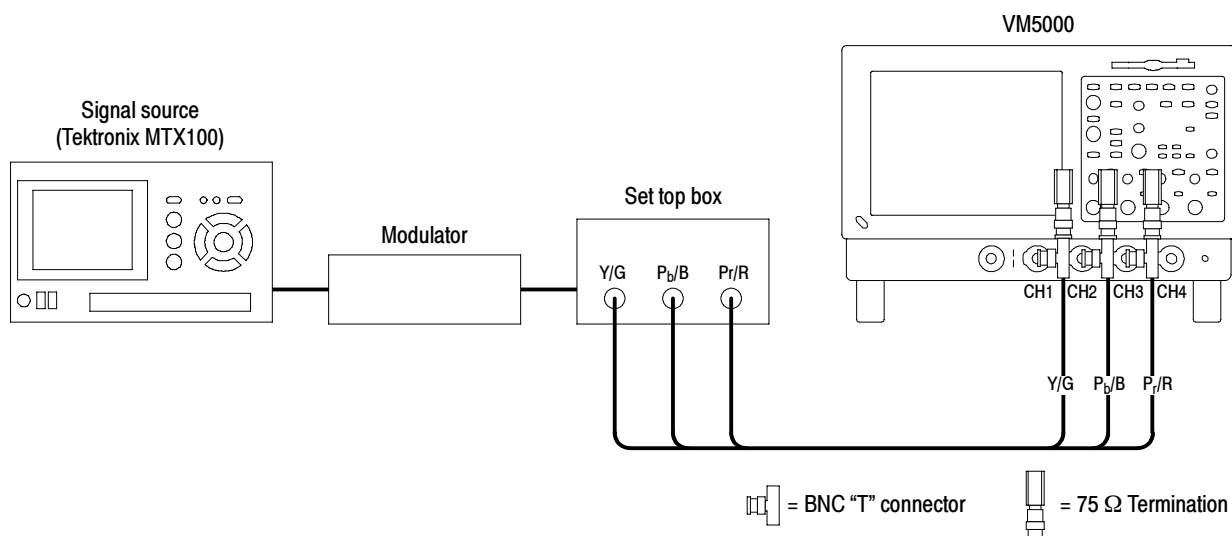 VM5000
Signal source
(Tektronix MTX100)
Set top box
Modulator
Y/G Pb/B Pr/R
CH1 CH2 CH3 CH4
Y/G Pb/B Pr/R
= BNC “T” connector
= 75 Ω Termination